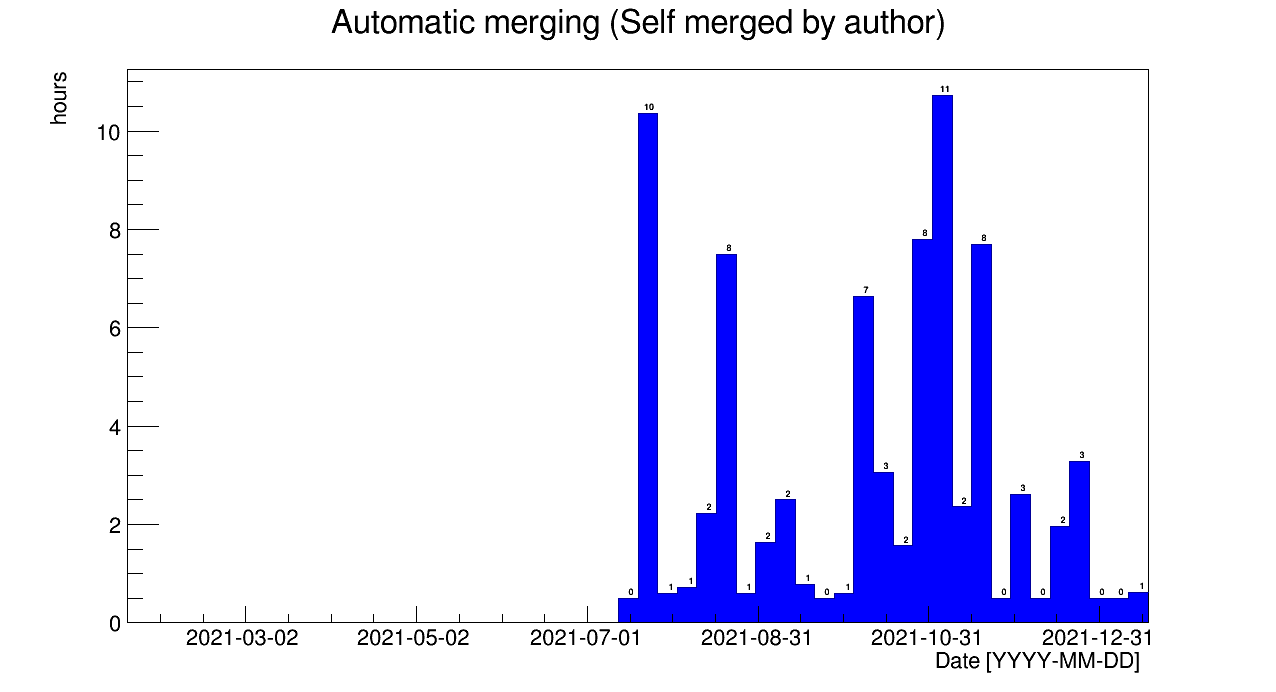 Automatic merging (Self merged by author)
hours
10
8
6
4
2
0
0 10 1 1 2 8 1 2 2 1 0 1 7 3 2 8 11 2 8 0 3 0 2 3 0 0 1
2021-03-02 2021-05-02 2021-07-01 2021-08-31 2021-10-31 2021-12-31
Date [YYYY-MM-DD]